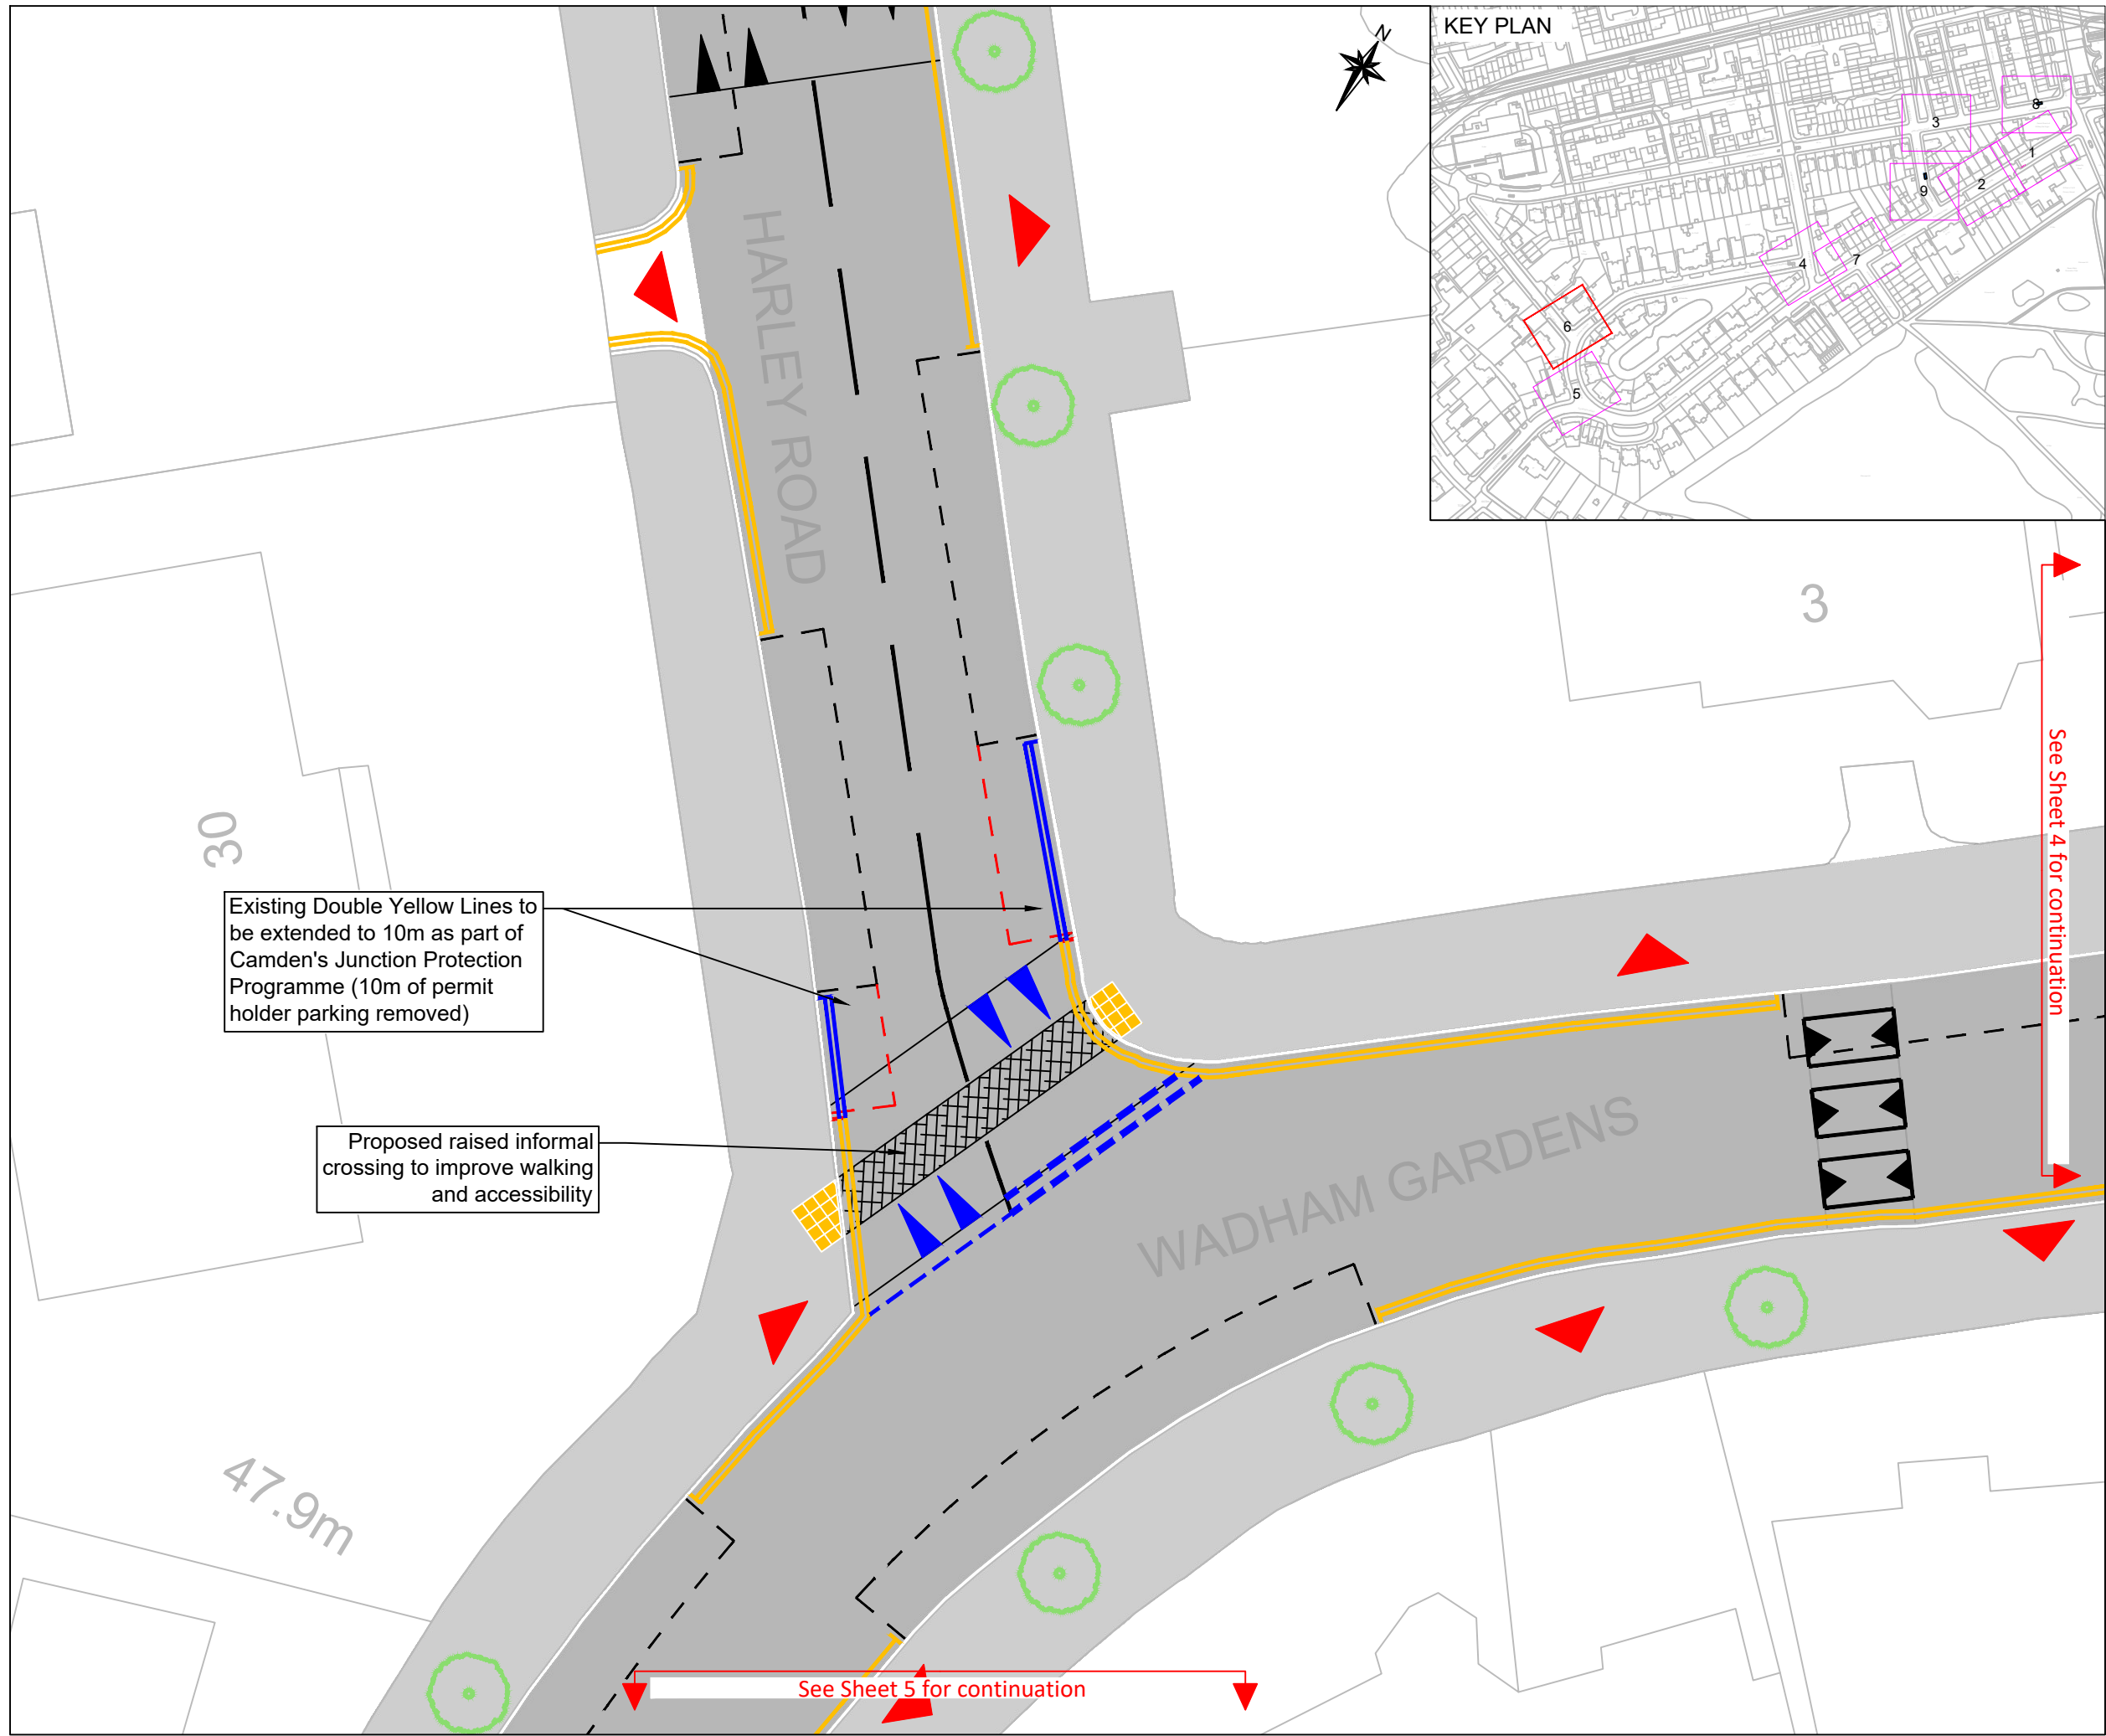 KEY PLAN
N
8
3
1
2
9
4
7
6
5
HARLEY ROAD
3
See Sheet 4 for continuation
30
Existing Double Yellow Lines to
be extended to 10m as part of
Camden's Junction Protection
Programme (10m of permit
holder parking removed)
Proposed raised informal
crossing to improve walking
and accessibility
WADHAM GARDENS
47.9m
See Sheet 5 for continuation